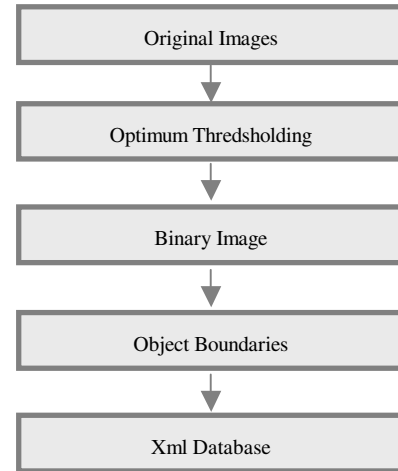 Original Images
Optimum Thredsholding
Binary Image
Object Boundaries
Xml Database